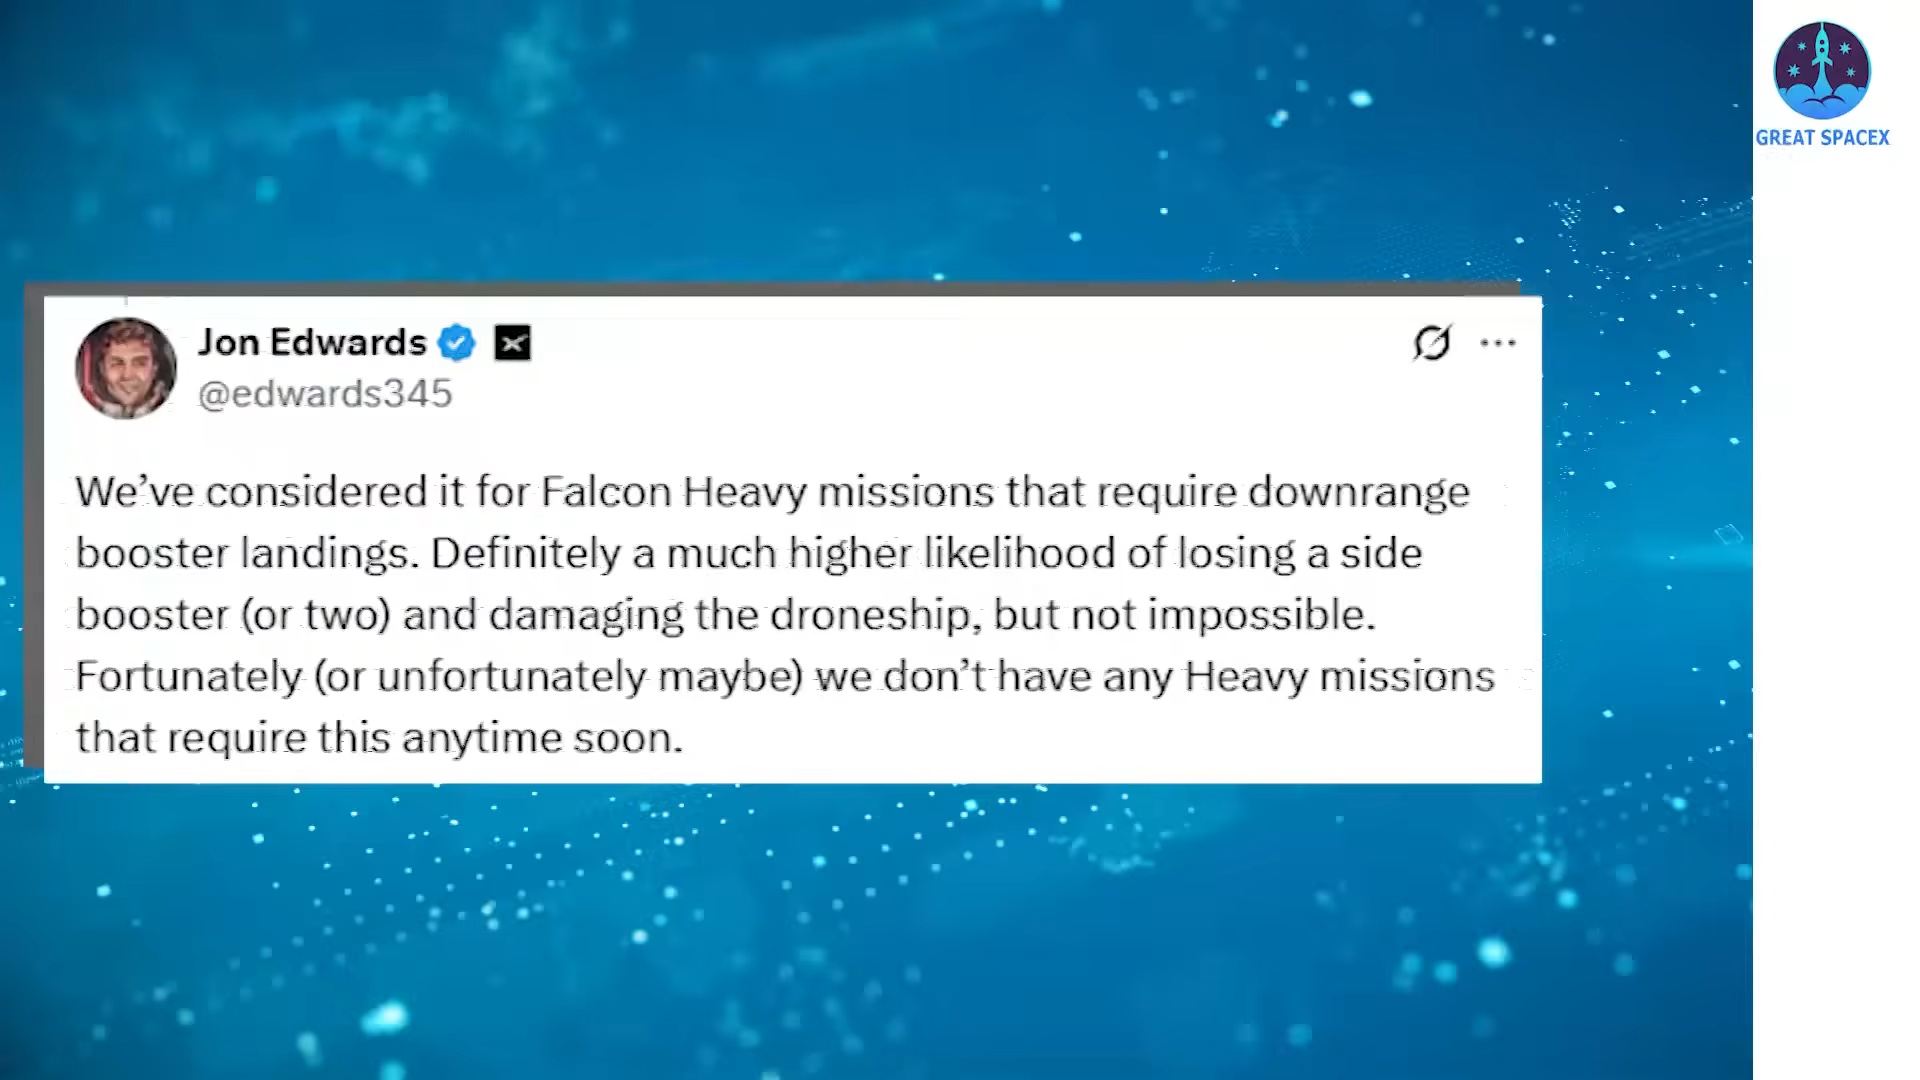 GREAT SPACEX
Jon Edwards
@edwards345
We’ve considered it for Falcon Heavy missions that require downrange
booster landings. Definitely a much higher likelihood of losing a side
booster (or two) and damaging the droneship, but not impossible.
Fortunately (or unfortunately maybe) we don’t have any Heavy missions
that require this anytime soon.